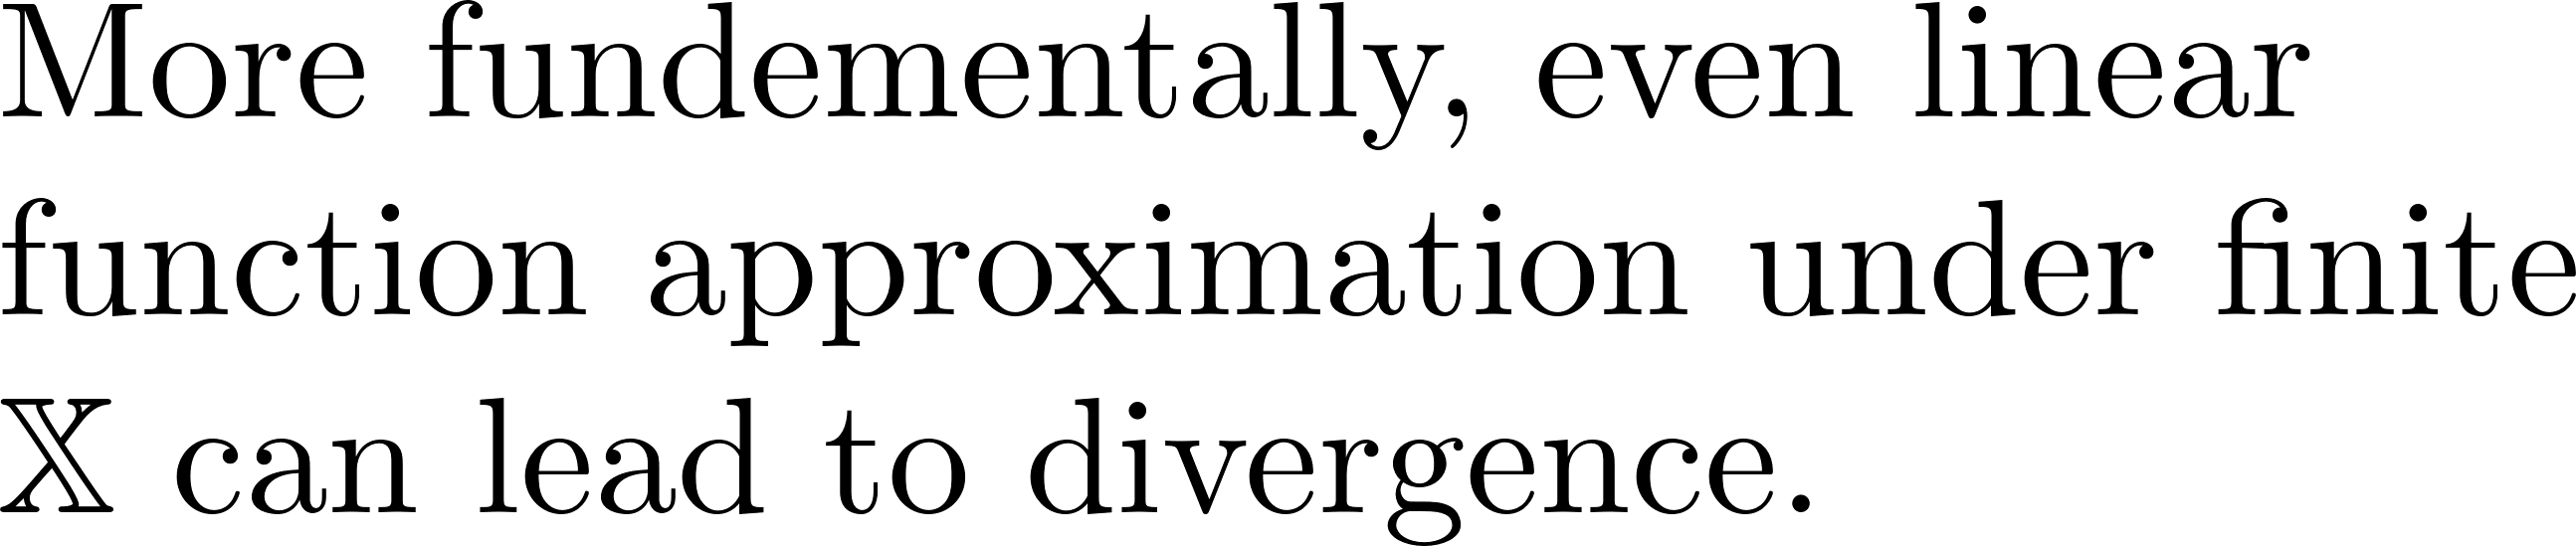 More fundementally, even linear
function approximation under finite
𝕏 can lead to divergence.